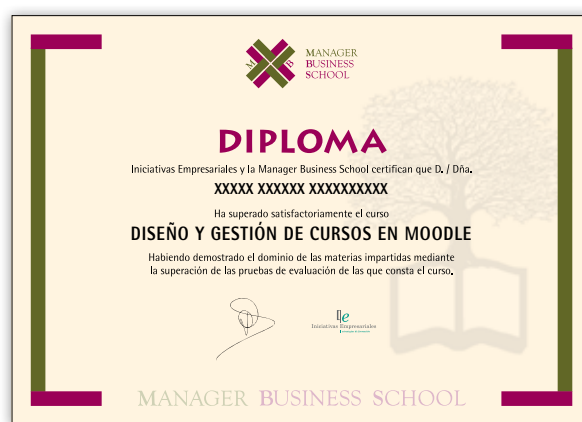 M B
MANAGER
BUSINESS
SCHOOL
DIPLOMA
Iniciativas Empresariales y la Manager Business School certifican que D. / Dña.
XXXXX XXXXXX XXXXXXXXXX
Ha superado satisfactoriamente el curso
DISEÑO Y GESTIÓN DE CURSOS EN MOODLE
Habiendo demostrado el dominio de las materias impartidas mediante
la superación de las pruebas de evaluación de las que consta el curso.
Iniciativas Empresariales
MANAGER BUSINESS SCHOOL